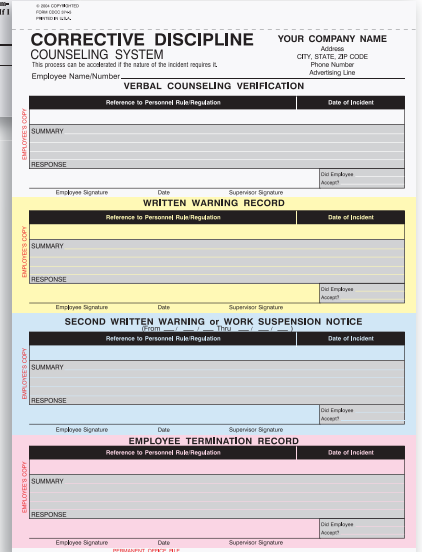 © 2004 COPYRIGHTED
PRINTED IN U.S.A.
CORRECTIVE DISCIPLINE
COUNSELING SYSTEM
This process can be accelerated if the nature of the incident requires it.
YOUR COMPANY NAME
Address
CITY, STATE, ZIP CODE
Phone Number
Advertising Line
Employee Name/Number
VERBAL COUNSELING VERIFICATION
Reference to Personnel Rule/Regulation Date of Incident
EMPLOYEE'S COPY
SUMMARY
RESPONSE
Did Employee
Accept?
Employee Signature Date Supervisor Signature
WRITTEN WARNING RECORD
Reference to Personnel Rule/Regulation Date of Incident
EMPLOYEE'S COPY
SUMMARY
RESPONSE
Did Employee
Accept?
Employee Signature Date Supervisor Signature
SECOND WRITTEN WARNING or WORK SUSPENSION NOTICE
(From __/__/__ Thru __/__/__)
Reference to Personnel Rule/Regulation Date of Incident
EMPLOYEE'S COPY
SUMMARY
RESPONSE
Did Employee
Accept?
Employee Signature Date Supervisor Signature
EMPLOYEE TERMINATION RECORD
Reference to Personnel Rule/Regulation Date of Incident
EMPLOYEE'S COPY
SUMMARY
RESPONSE
Did Employee
Accept?
Employee Signature Date Supervisor Signature
PERMANENT OFFICE FILE